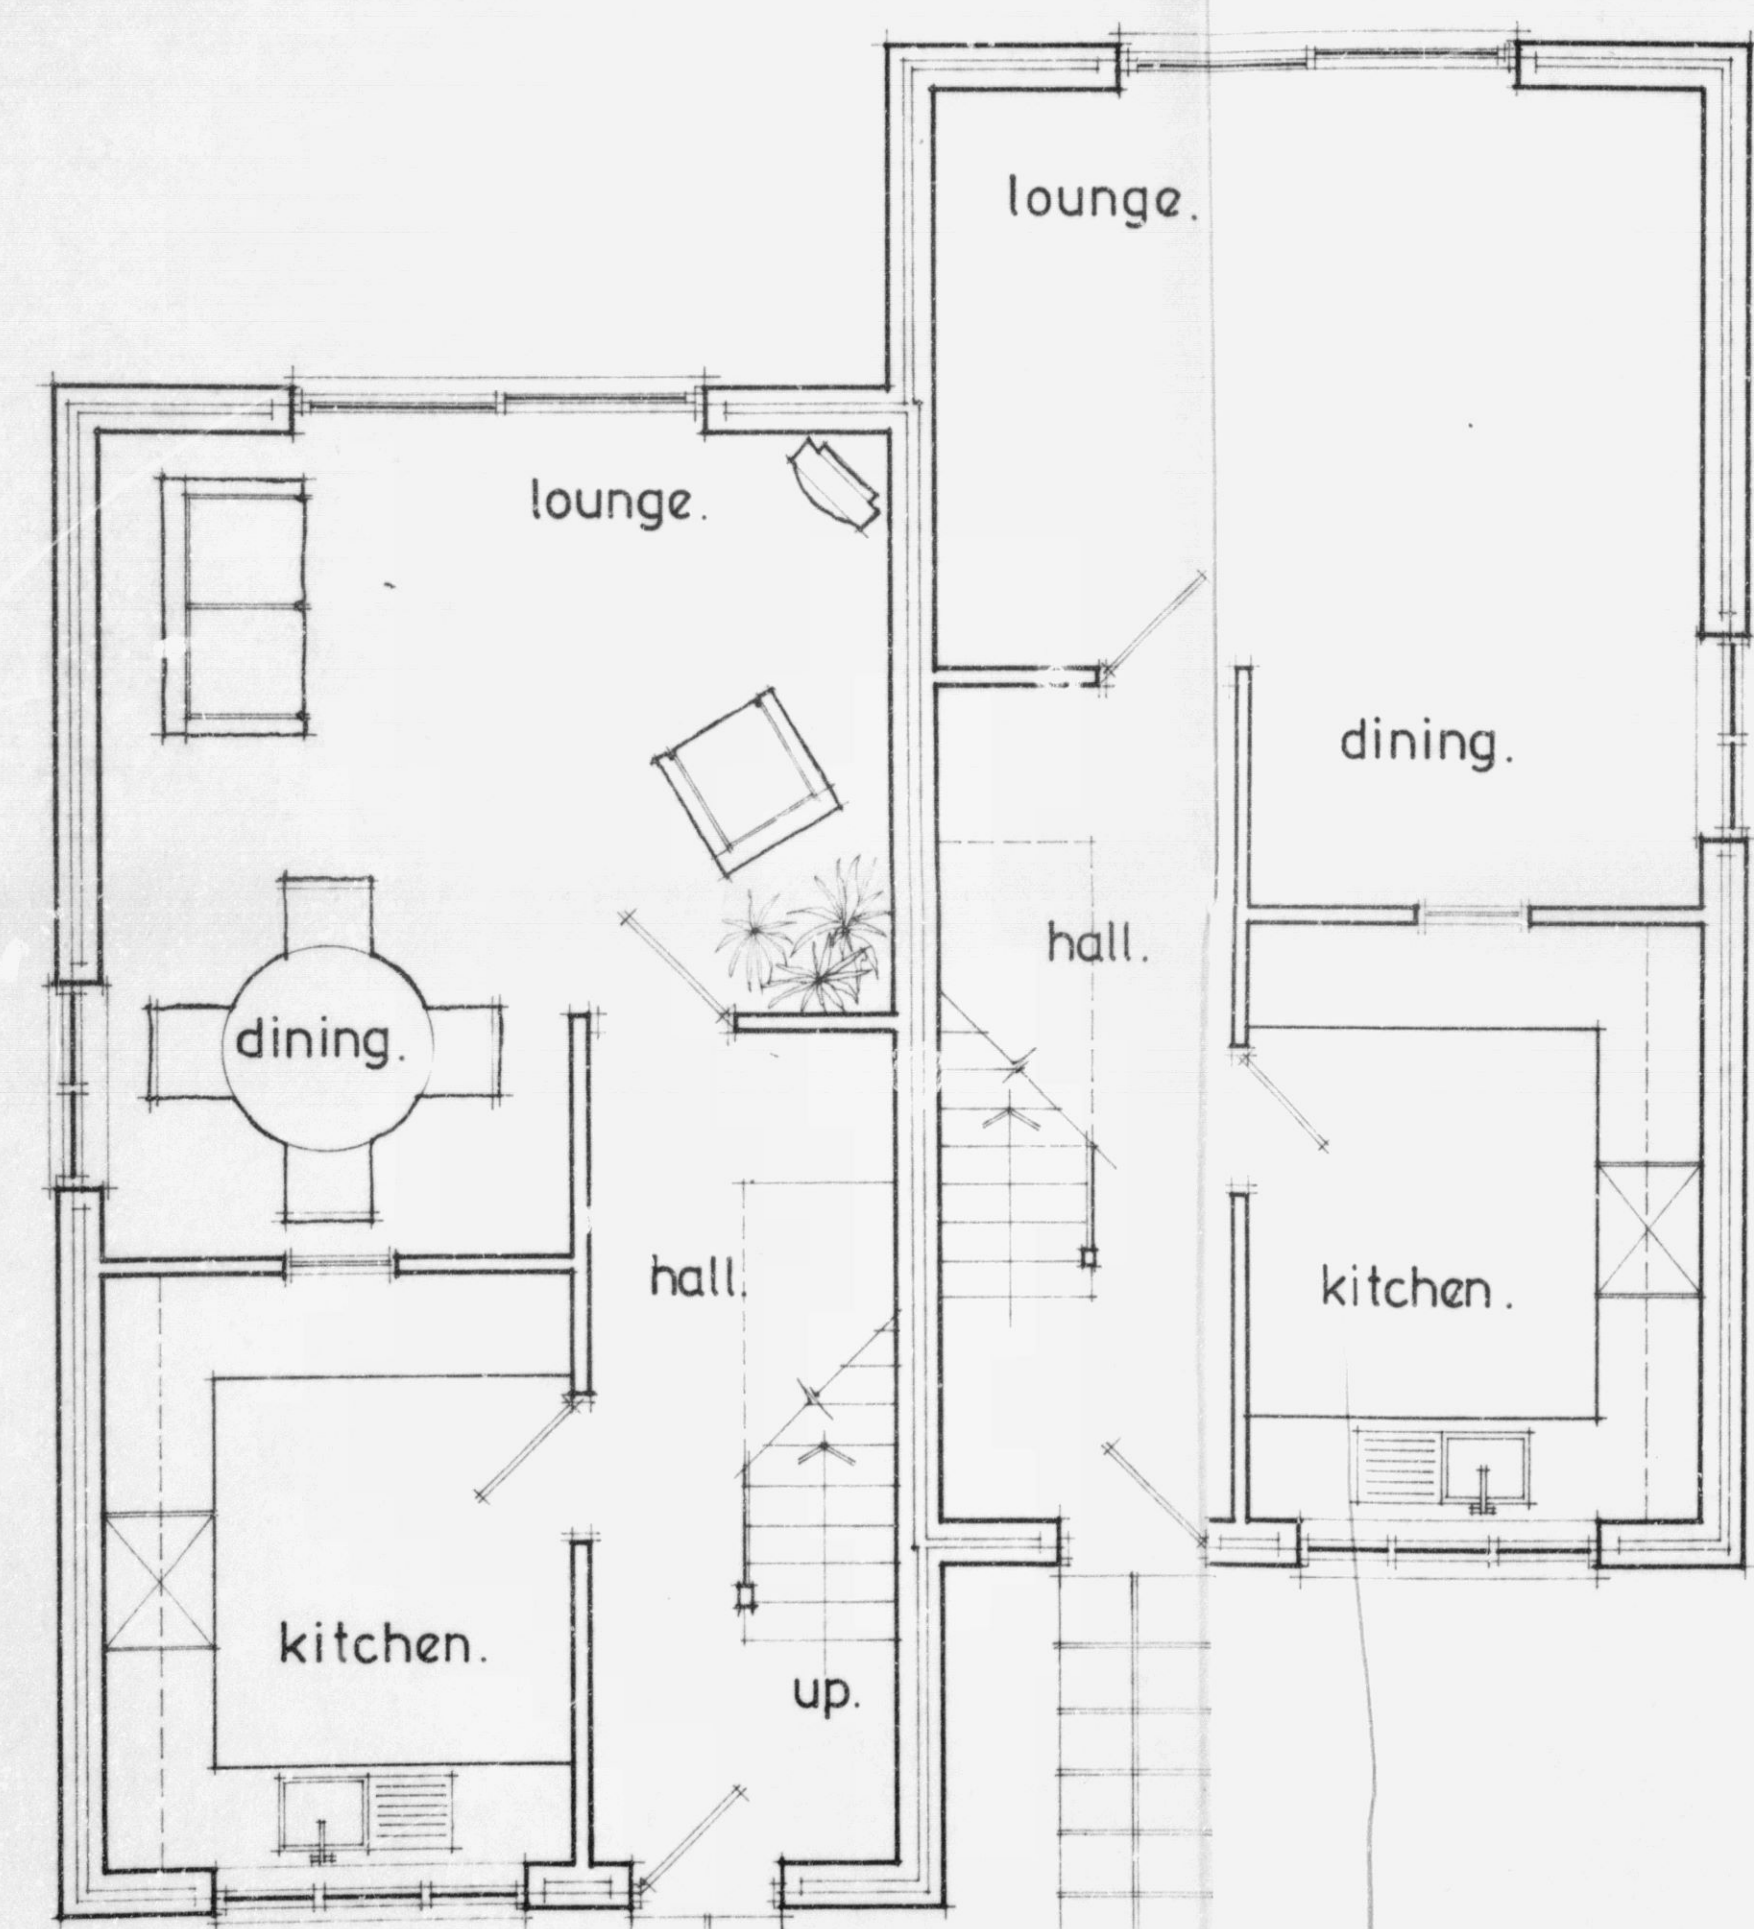 lounge.
lounge.
dining.
hall.
dining.
hall.
kitchen.
kitchen.
up.